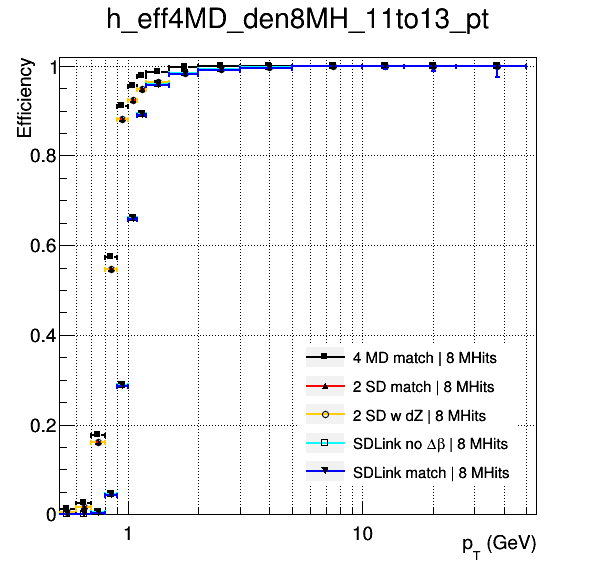 h_eff4MD_den8MH_11to13_pt
Efficiency
1
0.8
0.6
0.4
0.2
0
4 MD match | 8 MHits
2 SD match | 8 MHits
2 SD w dZ | 8 MHits
SDLink no Δβ | 8 MHits
SDLink match | 8 MHits
1
10
p_T (GeV)